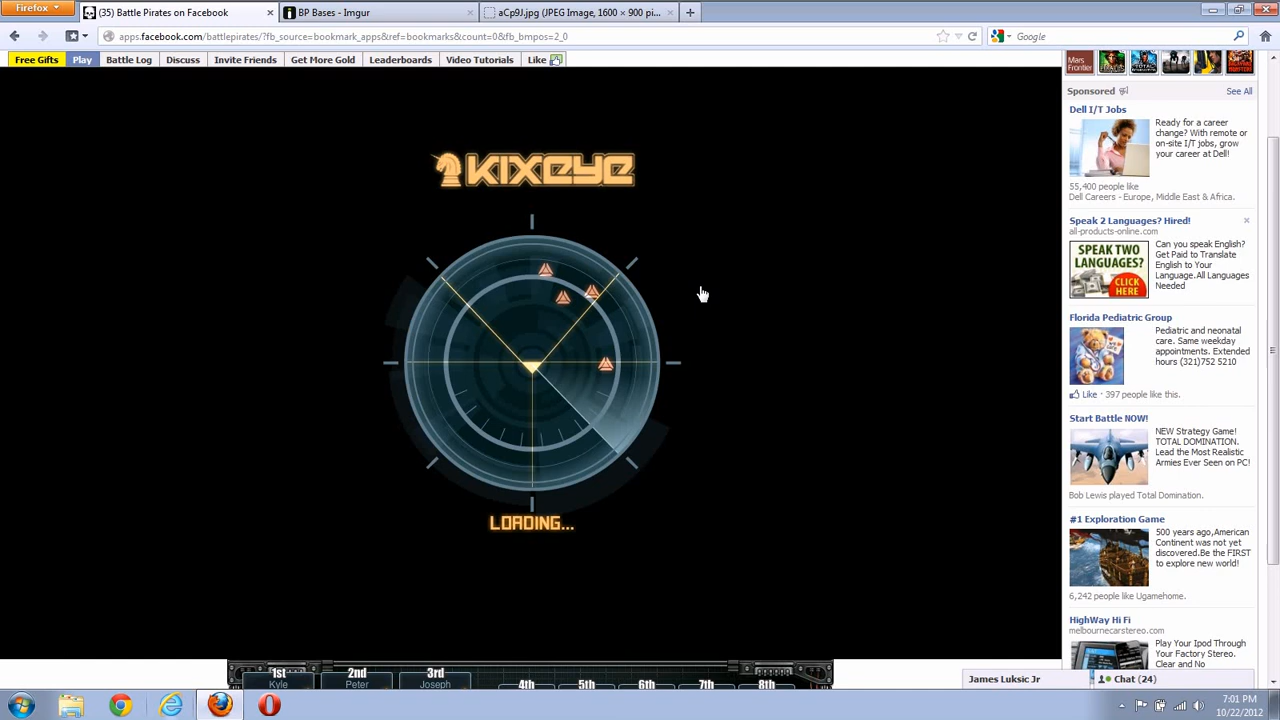 Firefox
(35) Battle Pirates on Facebook
BP Bases - Imgur
aCp9J.jpg (JPEG Image, 1600 × 900 pi...
apps.facebook.com/battlepirates/?fb_source=bookmark_apps&ref=bookmarks&count=0&fb_bmpos=2_0
Google
Free Gifts
Play
Battle Log
Discuss
Invite Friends
Get More Gold
Leaderboards
Video Tutorials
Like
KIXEYE
LOADING...
1st
Kyle
2nd
Peter
3rd
Joseph
4th
5th
6th
7th
8th
Mars
Frontier
Sponsored
See All
Dell I/T Jobs
Ready for a career
change? With remote or
on-site I/T jobs, grow
your career at Dell!
55,400 people like
Dell Careers - Europe, Middle East & Africa.
Speak 2 Languages? Hired!
all-products-online.com
SPEAK TWO
LANGUAGES?
CLICK
HERE
Can you speak English?
Get Paid to Translate
English to Your
Language.All Languages
Needed
Florida Pediatric Group
Pediatric and neonatal
care. Same weekday
appointments. Extended
hours (321)752 5210
Like · 397 people like this.
Start Battle NOW!
NEW Strategy Game!
TOTAL DOMINATION.
Lead the Most Realistic
Armies Ever Seen on PC!
Bob Lewis played Total Domination.
#1 Exploration Game
500 years ago,American
Continent was not yet
discovered.Be the FIRST
to explore new world!
6,242 people like Ugamehome.
HighWay Hi Fi
melbournecarstereo.com
Play Your Ipod Through
Your Factory Stereo.
Clear and No
James Luksic Jr
Chat (24)
7:01 PM
10/22/2012